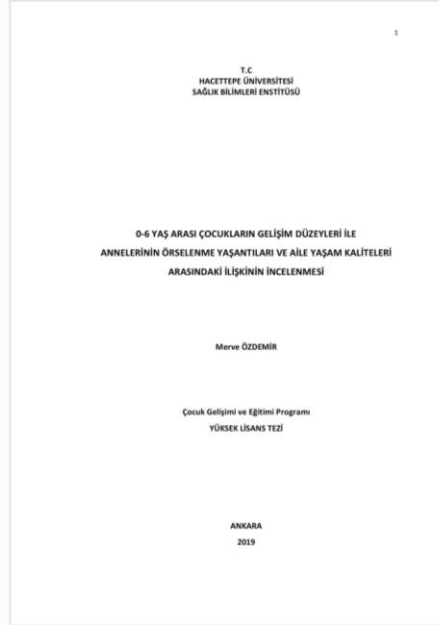 1
T.C
HACETTEPE ÜNİVERSİTESİ
SAĞLIK BİLİMLERİ ENSTİTÜSÜ
0-6 YAŞ ARASI ÇOCUKLARIN GELİŞİM DÜZEYLERİ İLE
ANNELERİNİN ÖRSELENME YAŞANTILARI VE AİLE YAŞAM KALİTELERİ
ARASINDAKİ İLİŞKİNİN İNCELENMESİ
Merve ÖZDEMİR
Çocuk Gelişimi ve Eğitimi Programı
YÜKSEK LİSANS TEZİ
ANKARA
2019